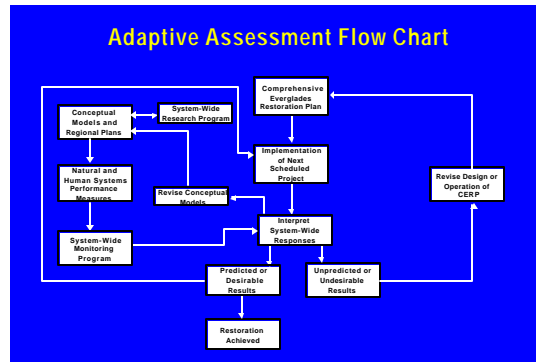 Adaptive Assessment Flow Chart
Comprehensive
Everglades
Restoration Plan
Conceptual
Models and
Regional Plans
System-Wide
Research Program
Implementation
of Next
Scheduled
Project
Natural and
Human Systems
Performance
Measures
Revise Conceptual
Models
Revise Design or
Operation of
CERP
Interpret
System-Wide
Responses
System-Wide
Monitoring
Program
Predicted or
Desirable
Results
Unpredicted or
Undesirable
Results
Restoration
Achieved